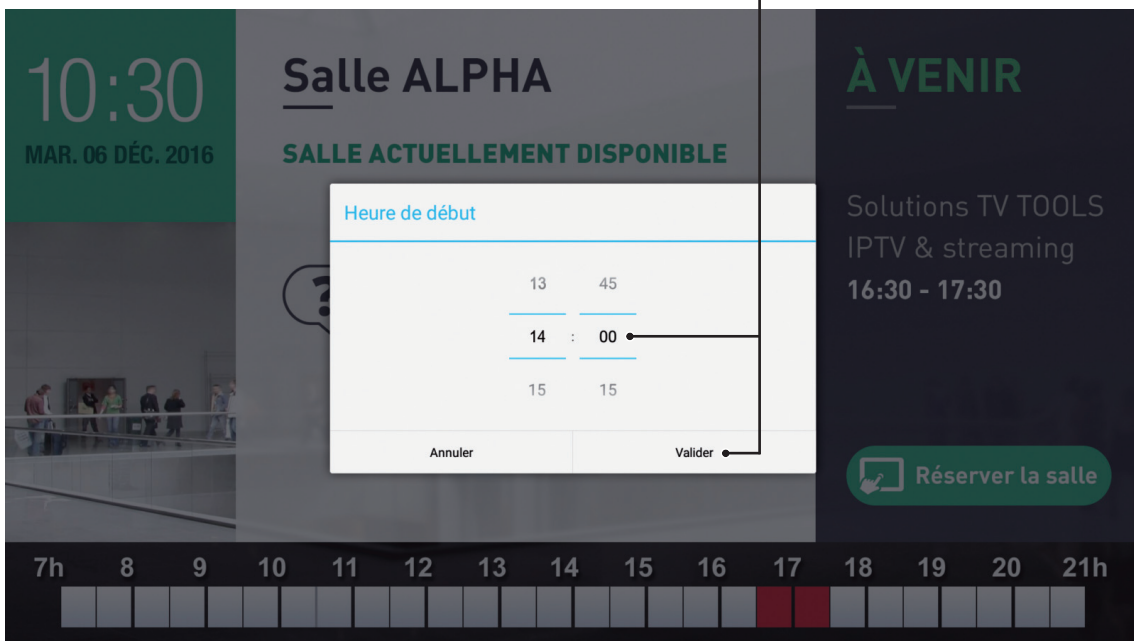 10:30
MAR. 06 DÉC. 2016
Salle ALPHA
SALLE ACTUELLEMENT DISPONIBLE
?
Heure de début
13 45
14 : 00
15 15
Annuler Valider
À VENIR
Solutions TV TOOLS
IPTV & streaming
16:30 - 17:30
Réserver la salle
7h 8 9 10 11 12 13 14 15 16 17 18 19 20 21h